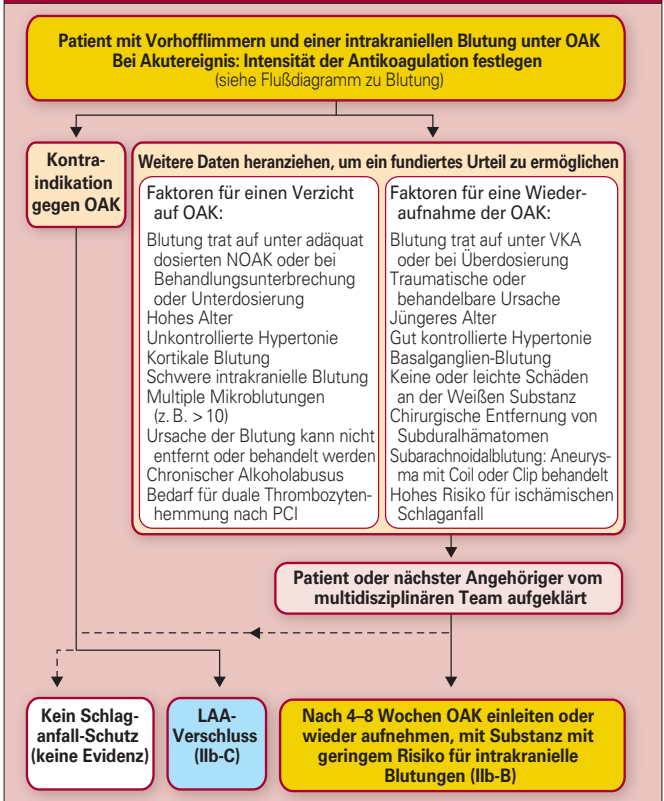 Patient mit Vorhofflimmern und einer intrakraniellen Blutung unter OAK
Bei Akutereignis: Intensität der Antikoagulation festlegen
(siehe Flußdiagramm zu Blutung)
Kontra-
indikation
gegen OAK
Weitere Daten heranziehen, um ein fundiertes Urteil zu ermöglichen
Faktoren für einen Verzicht
auf OAK:
Blutung trat auf unter adäquat
dosierten NOAK oder bei
Behandlungsunterbrechung
oder Unterdosierung
Hohes Alter
Unkontrollierte Hypertonie
Kortikale Blutung
Schwere intrakranielle Blutung
Multiple Mikroblutungen
(z. B. > 10)
Ursache der Blutung kann nicht
entfernt oder behandelt werden
Chronischer Alkoholabusus
Bedarf für duale Thrombozyten-
hemmung nach PCI
Faktoren für eine Wieder-
aufnahme der OAK:
Blutung trat auf unter VKA
oder bei Überdosierung
Traumatische oder
behandelbare Ursache
Jüngeres Alter
Gut kontrollierte Hypertonie
Basalganglien-Blutung
Keine oder leichte Schäden
an der Weißen Substanz
Chirurgische Entfernung von
Subduralhämatomen
Subarachnoidalblutung: Aneurys-
ma mit Coil oder Clip behandelt
Hohes Risiko für ischämischen
Schlaganfall
Patient oder nächster Angehöriger vom
multidisziplinären Team aufgeklärt
Kein Schlag-
anfall-Schutz
(keine Evidenz)
LAA-
Verschluss
(IIb-C)
Nach 4–8 Wochen OAK einleiten oder
wieder aufnehmen, mit Substanz mit
geringem Risiko für intrakranielle
Blutungen (IIb-B)